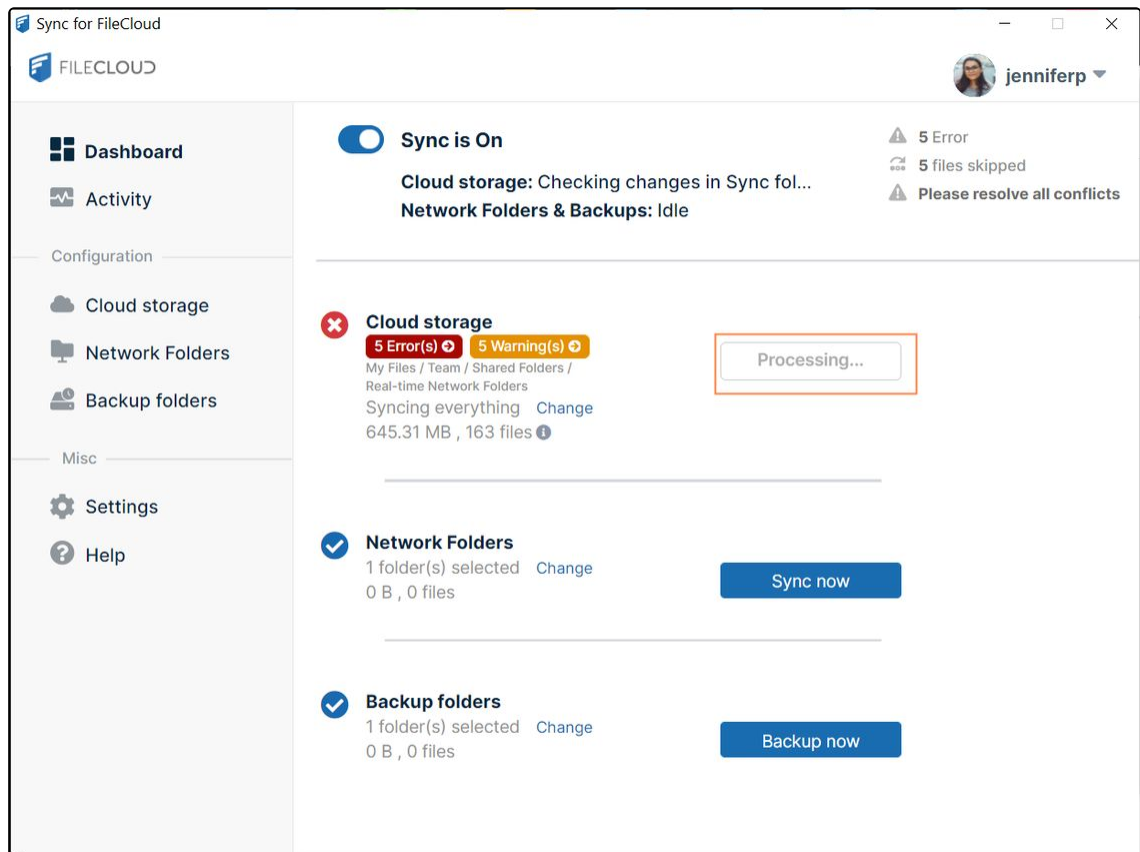 Sync for FileCloud
FILECLOUD
jenniferp
Dashboard
Activity
Configuration
Cloud storage
Network Folders
Backup folders
Misc
Settings
Help
Sync is On
Cloud storage: Checking changes in Sync fol...
Network Folders & Backups: Idle
5 Error
5 files skipped
Please resolve all conflicts
Cloud storage
5 Error(s) 5 Warning(s)
My Files / Team / Shared Folders /
Real-time Network Folders
Syncing everything Change
645.31 MB , 163 files
Processing...
Network Folders
1 folder(s) selected Change
0 B , 0 files
Sync now
Backup folders
1 folder(s) selected Change
0 B , 0 files
Backup now